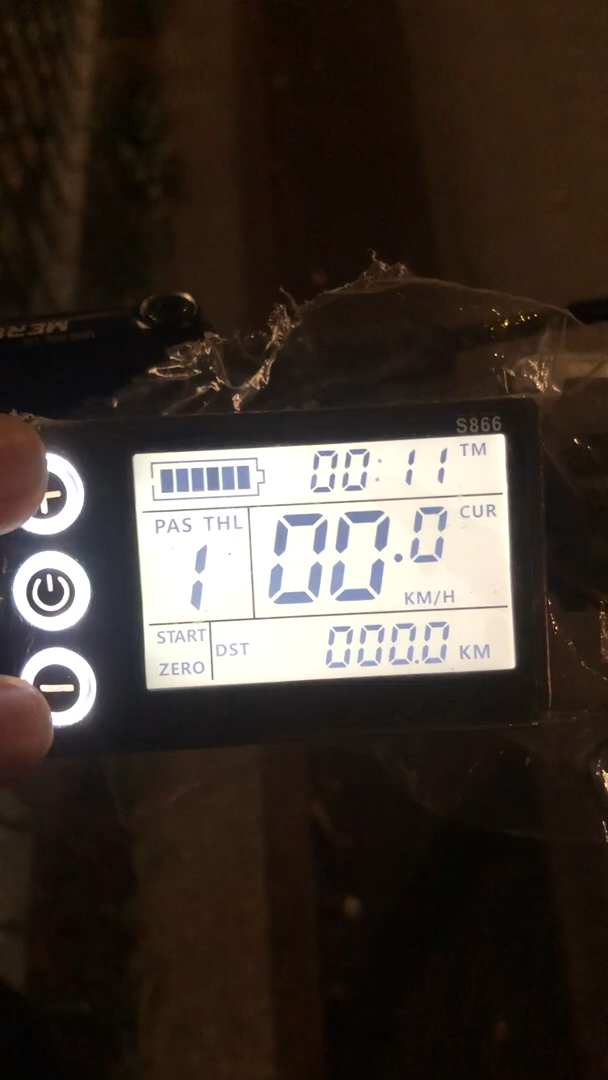 S866
00:11 TM
PAS THL
1
00.0 CUR
KM/H
START
ZERO
DST 000.0 KM